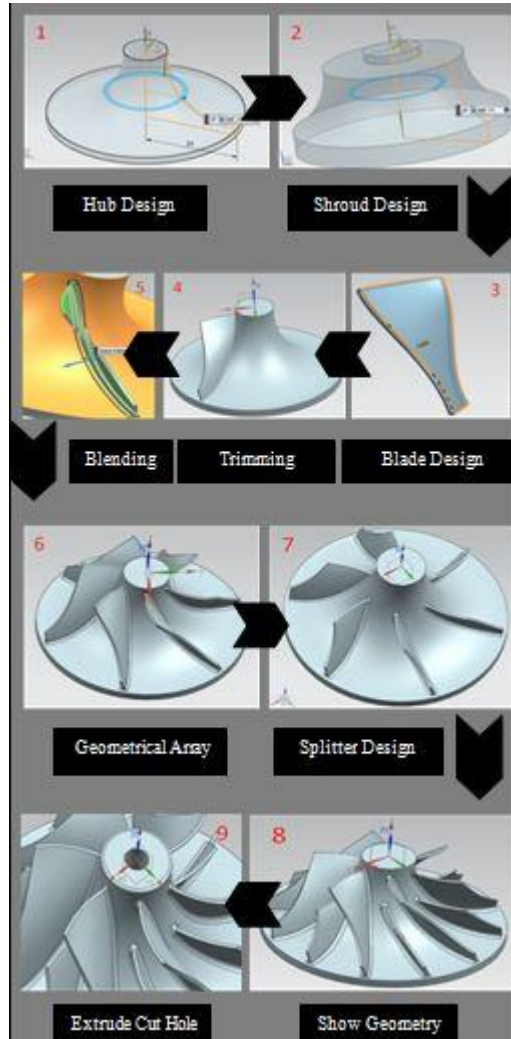 1
2
Hub Design
Shroud Design
5
4
3
Blending
Trimming
Blade Design
6
7
Geometrical Array
Splitter Design
9
8
Extrude Cut Hole
Show Geometry